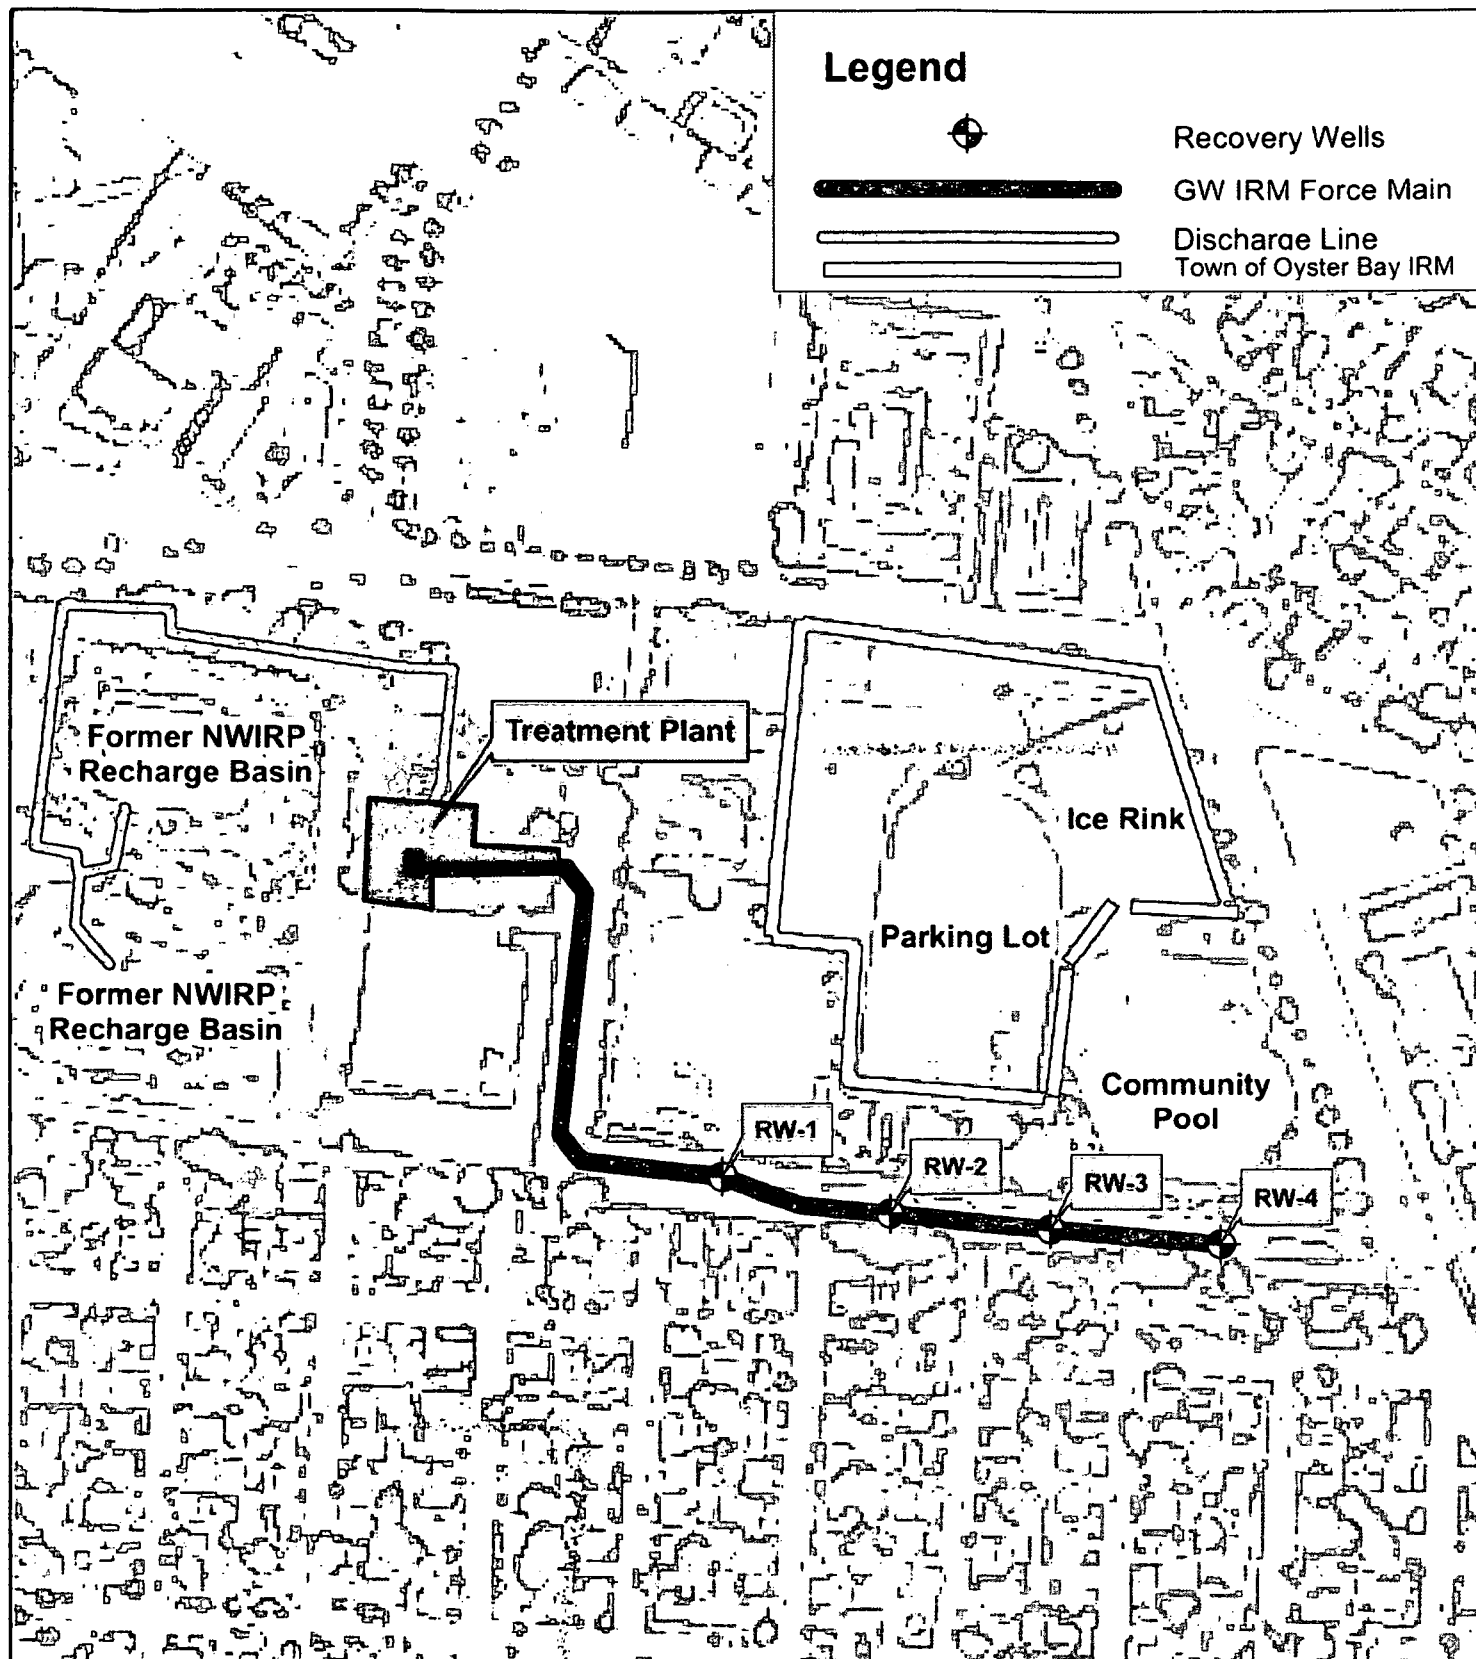 Legend
Recovery Wells
GW IRM Force Main
Discharge Line
Town of Oyster Bay IRM
Former NWIRP
Recharge Basin
Treatment Plant
Ice Rink
Parking Lot
Former NWIRP
Recharge Basin
Community
Pool
RW-1
RW-2
RW-3
RW-4